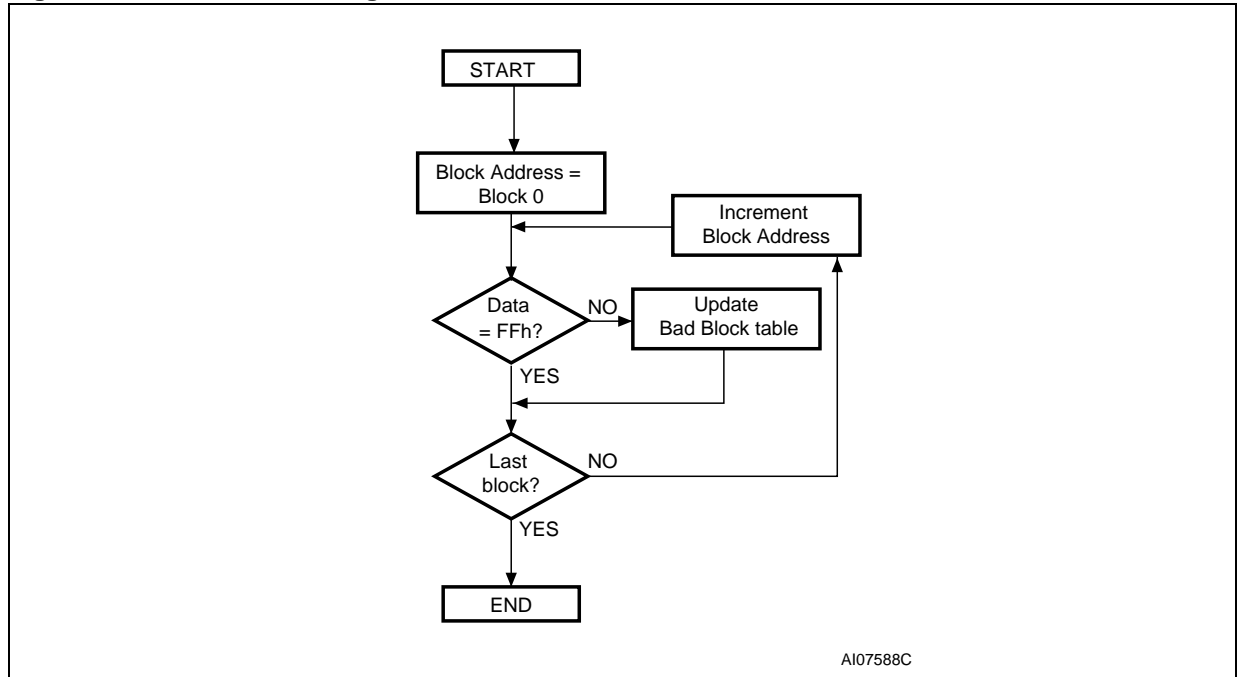 START
Block Address =
Block 0
Increment
Block Address
Data
= FFh?
NO
Update
Bad Block table
YES
Last
block?
NO
YES
END
AI07588C